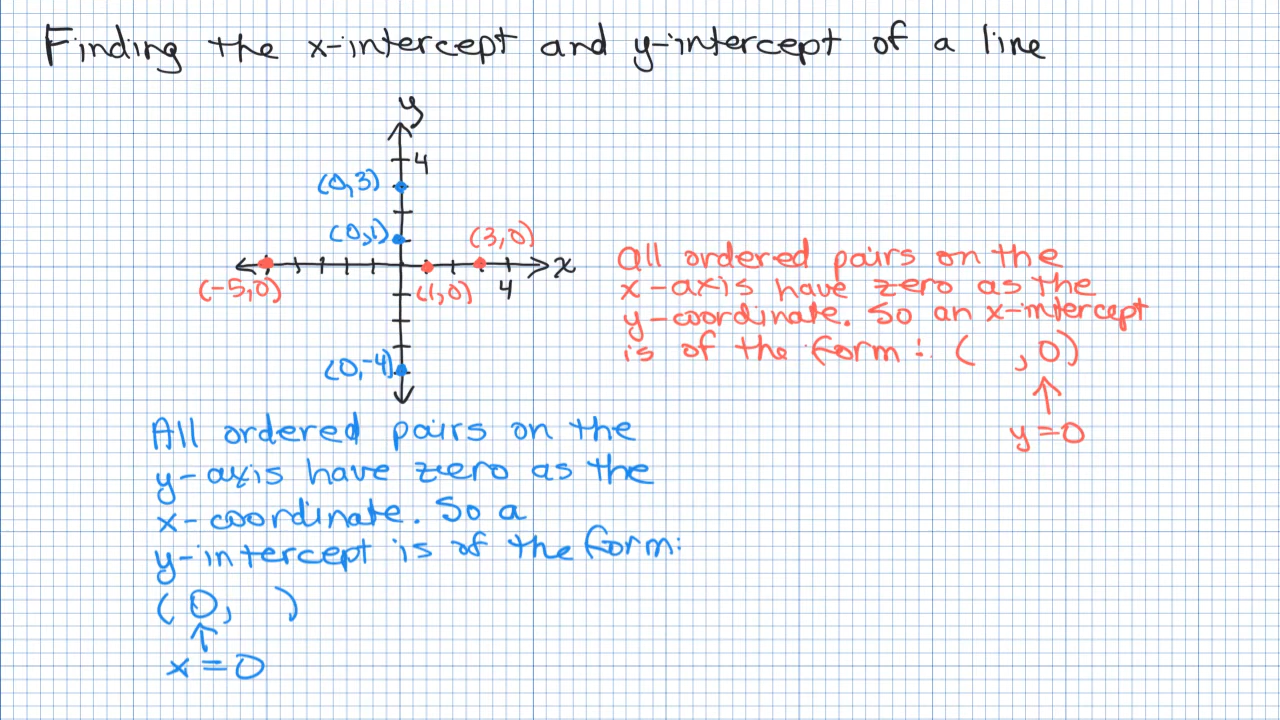 Finding the x-intercept and y-intercept of a line
y
4
(0,3)
(0,1)
(3,0)
x
(-5,0)
(1,0)
4
(0,-4)
All ordered pairs on the
x-axis have zero as the
y-coordinate. So an x-intercept
is of the form: ( ,0)
↑
y=0
All ordered pairs on the
y-axis have zero as the
x-coordinate. So a
y-intercept is of the form:
(0, )
↑
x=0